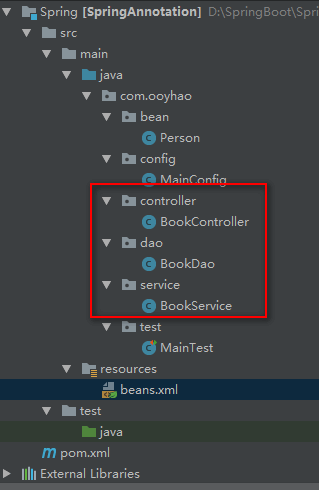 Spring [SpringAnnotation] D:\SpringBoot\Spring
src
main
java
com.ooyhao
bean
Person
config
MainConfig
controller
BookController
dao
BookDao
service
BookService
test
MainTest
resources
beans.xml
test
java
pom.xml
External Libraries